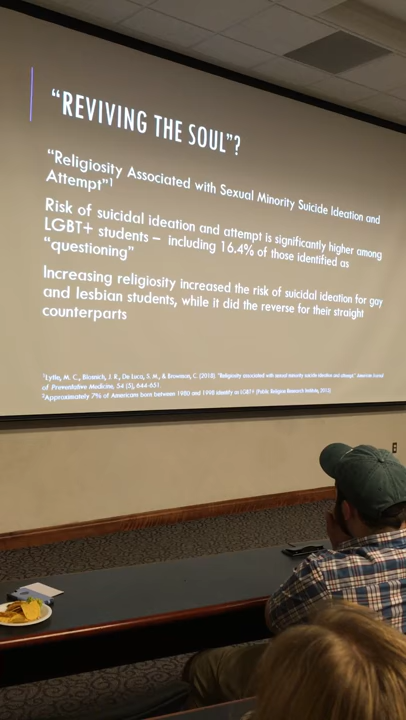 “REVIVING THE SOUL”?
“Religiosity Associated with Sexual Minority Suicide Ideation and
Attempt”1
Risk of suicidal ideation and attempt is significantly higher among
LGBT+ students – including 16.4% of those identified as
“questioning”
Increasing religiosity increased the risk of suicidal ideation for gay
and lesbian students, while it did the reverse for their straight
counterparts
1Lytle, M. C., Blosnich, J. R., De Luca, S. M., & Brownson, C. (2018). “Religiosity associated with sexual minority suicide ideation and attempt” American Journal
of Preventative Medicine, 54 (5), 644-651.
2Approximately 7% of Americans born between 1980 and 1998 identify as LGBT+ (Public Religion Research Institute,